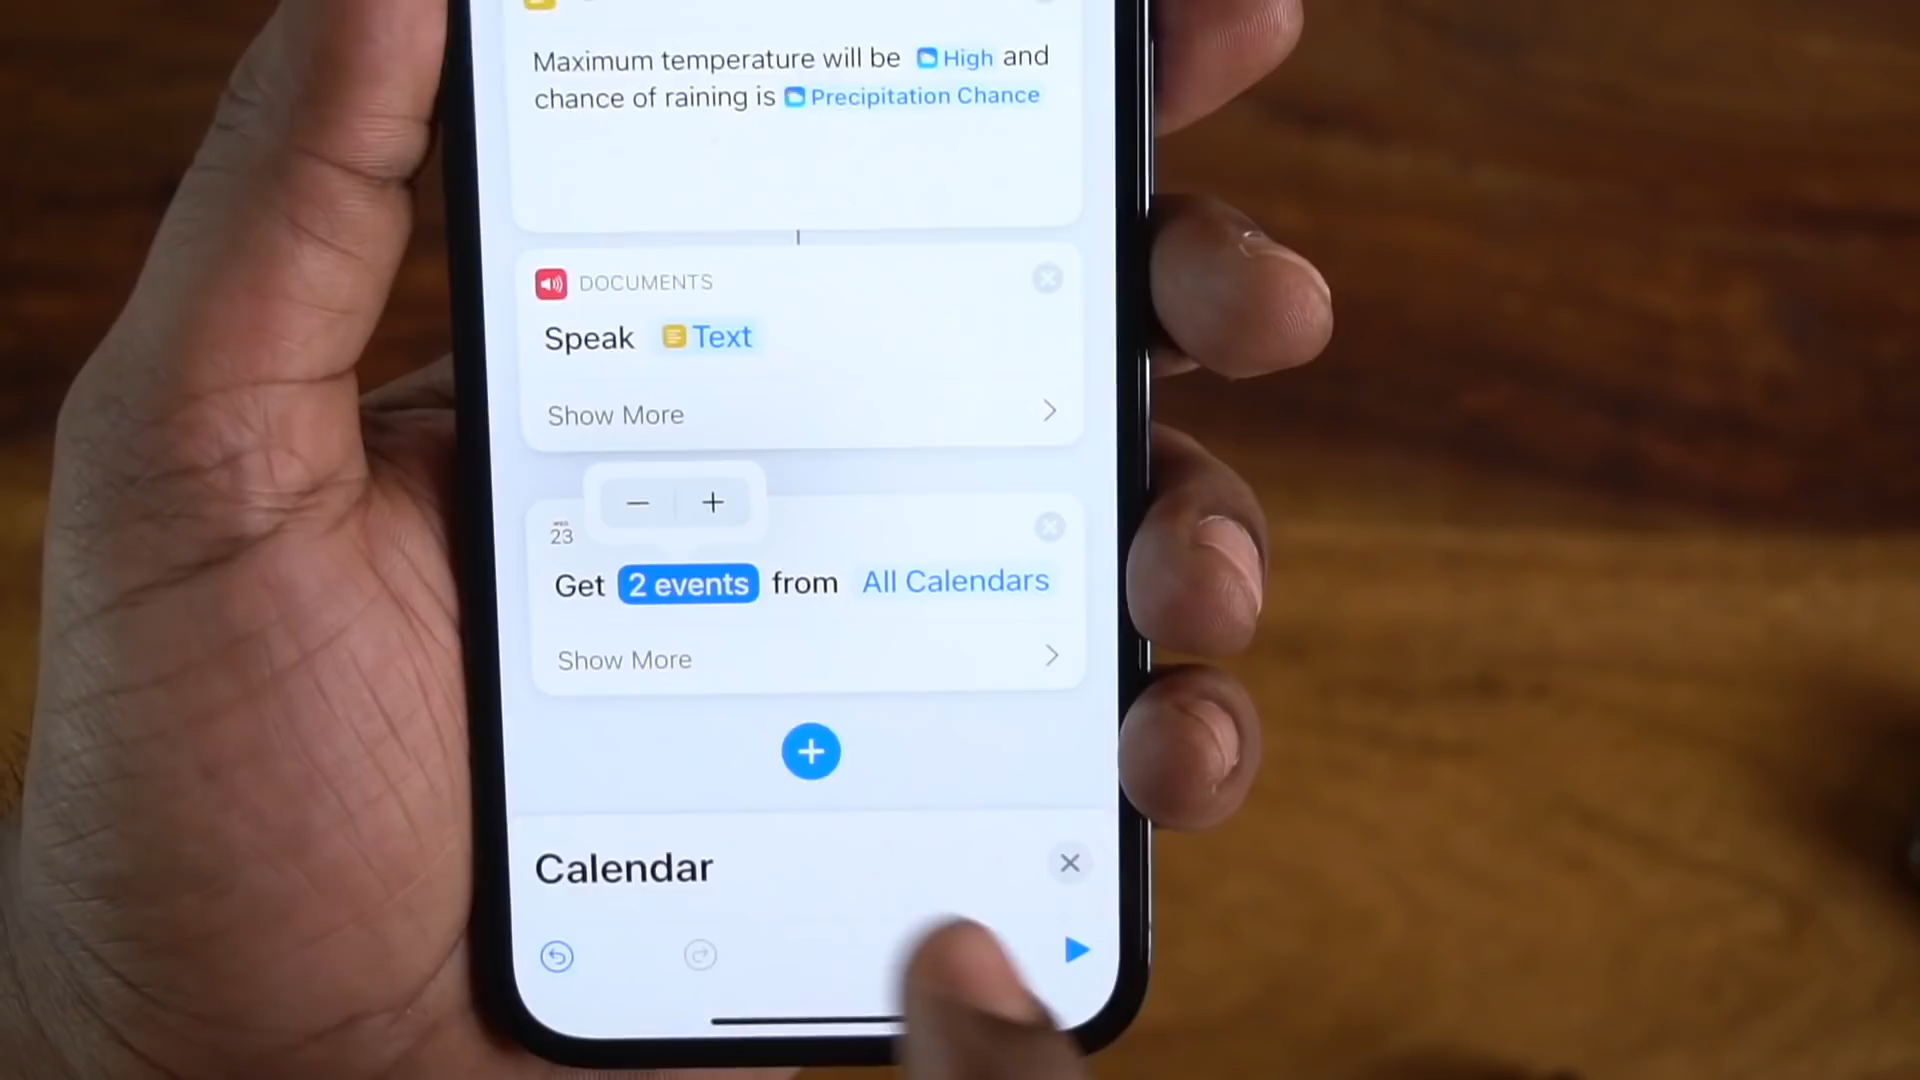 Maximum temperature will be High and
chance of raining is Precipitation Chance
DOCUMENTS
Speak Text
Show More
23
Get 2 events from All Calendars
Show More
Calendar